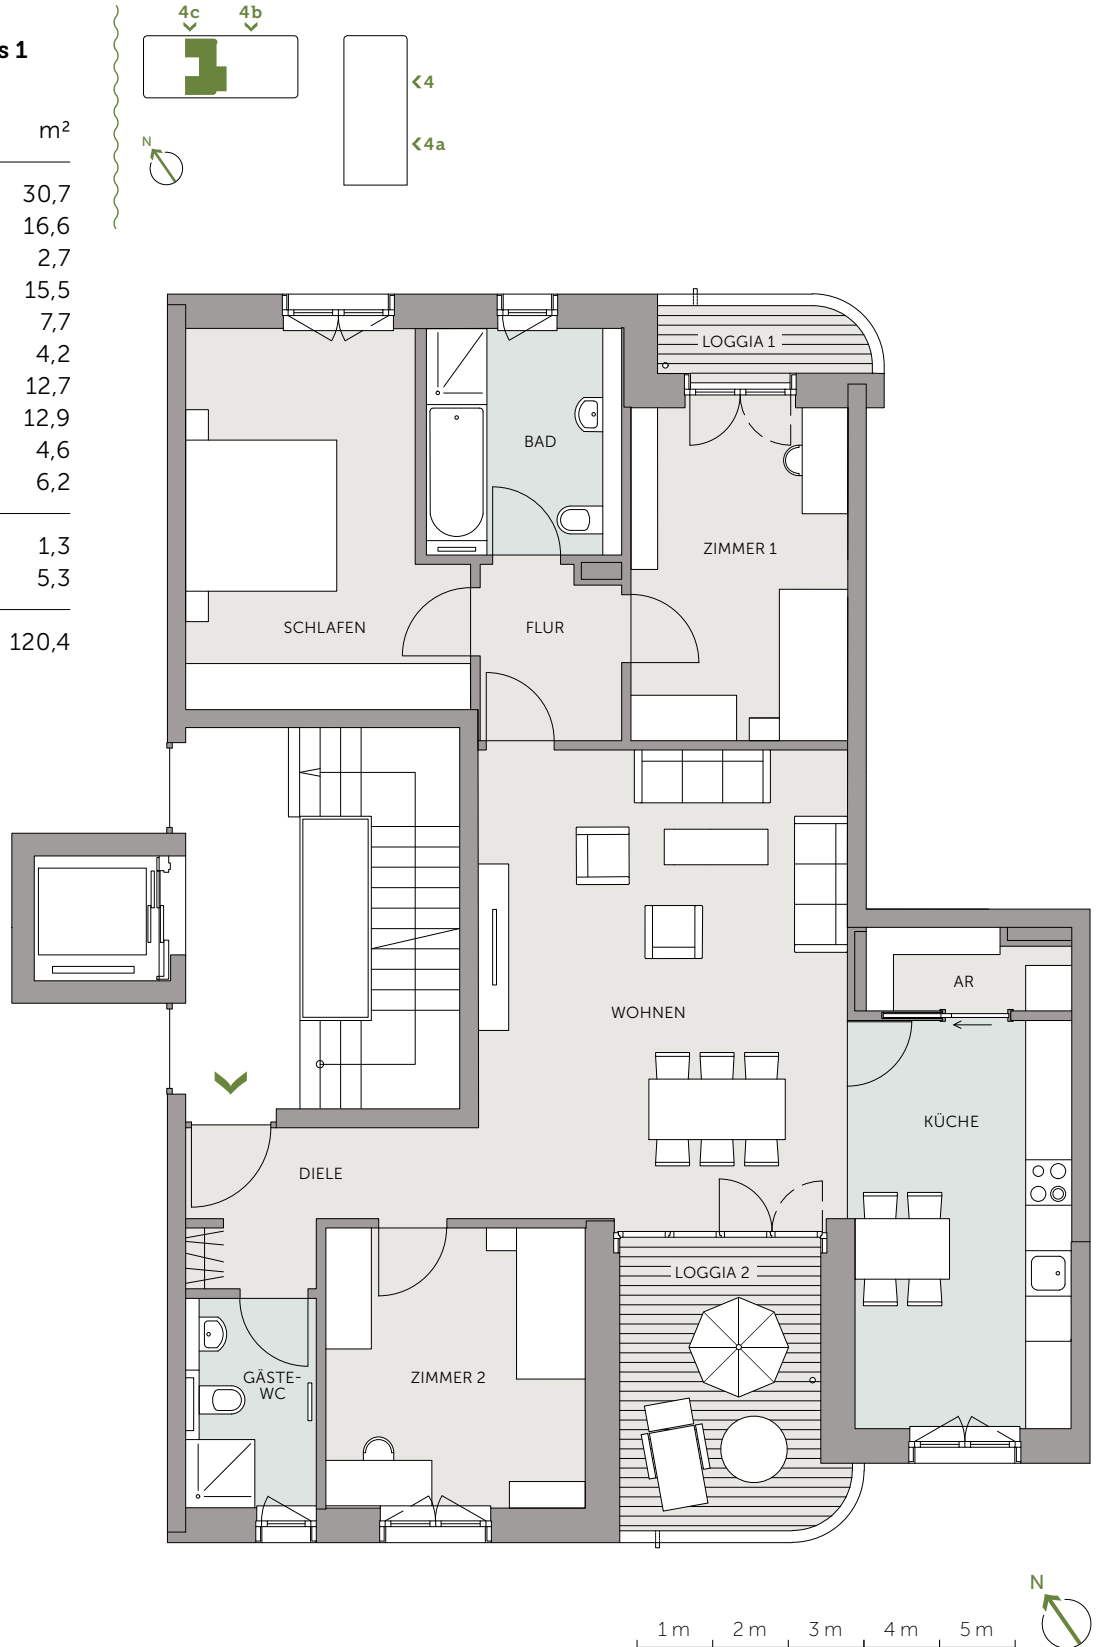 s 1
m²
30,7
16,6
2,7
15,5
7,7
4,2
12,7
12,9
4,6
6,2
1,3
5,3
120,4
4c
4b
4
4a
N
LOGGIA 1
BAD
ZIMMER 1
SCHLAFEN
FLUR
AR
WOHNEN
KÜCHE
DIELE
LOGGIA 2
GÄSTE-
WC
ZIMMER 2
N
1 m
2 m
3 m
4 m
5 m